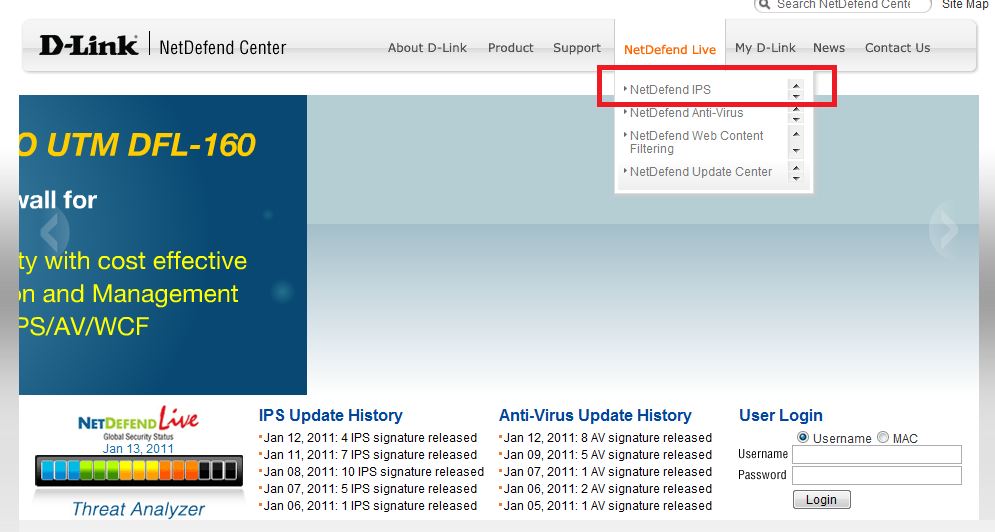 Search NetDefend Cente
Site Map
D-Link NetDefend Center
About D-Link Product Support NetDefend Live My D-Link News Contact Us
NetDefend IPS
NetDefend Anti-Virus
NetDefend Web Content
Filtering
NetDefend Update Center
O UTM DFL-160
wall for
ty with cost effective
on and Management
PS/AV/WCF
NETDEFEND Live
Global Security Status
Jan 13, 2011
Threat Analyzer
IPS Update History
Jan 12, 2011: 4 IPS signature released
Jan 11, 2011: 7 IPS signature released
Jan 08, 2011: 10 IPS signature released
Jan 07, 2011: 5 IPS signature released
Jan 06, 2011: 1 IPS signature released
Anti-Virus Update History
Jan 12, 2011: 8 AV signature released
Jan 09, 2011: 5 AV signature released
Jan 07, 2011: 1 AV signature released
Jan 06, 2011: 2 AV signature released
Jan 05, 2011: 1 AV signature released
User Login
Username MAC
Username
Password
Login